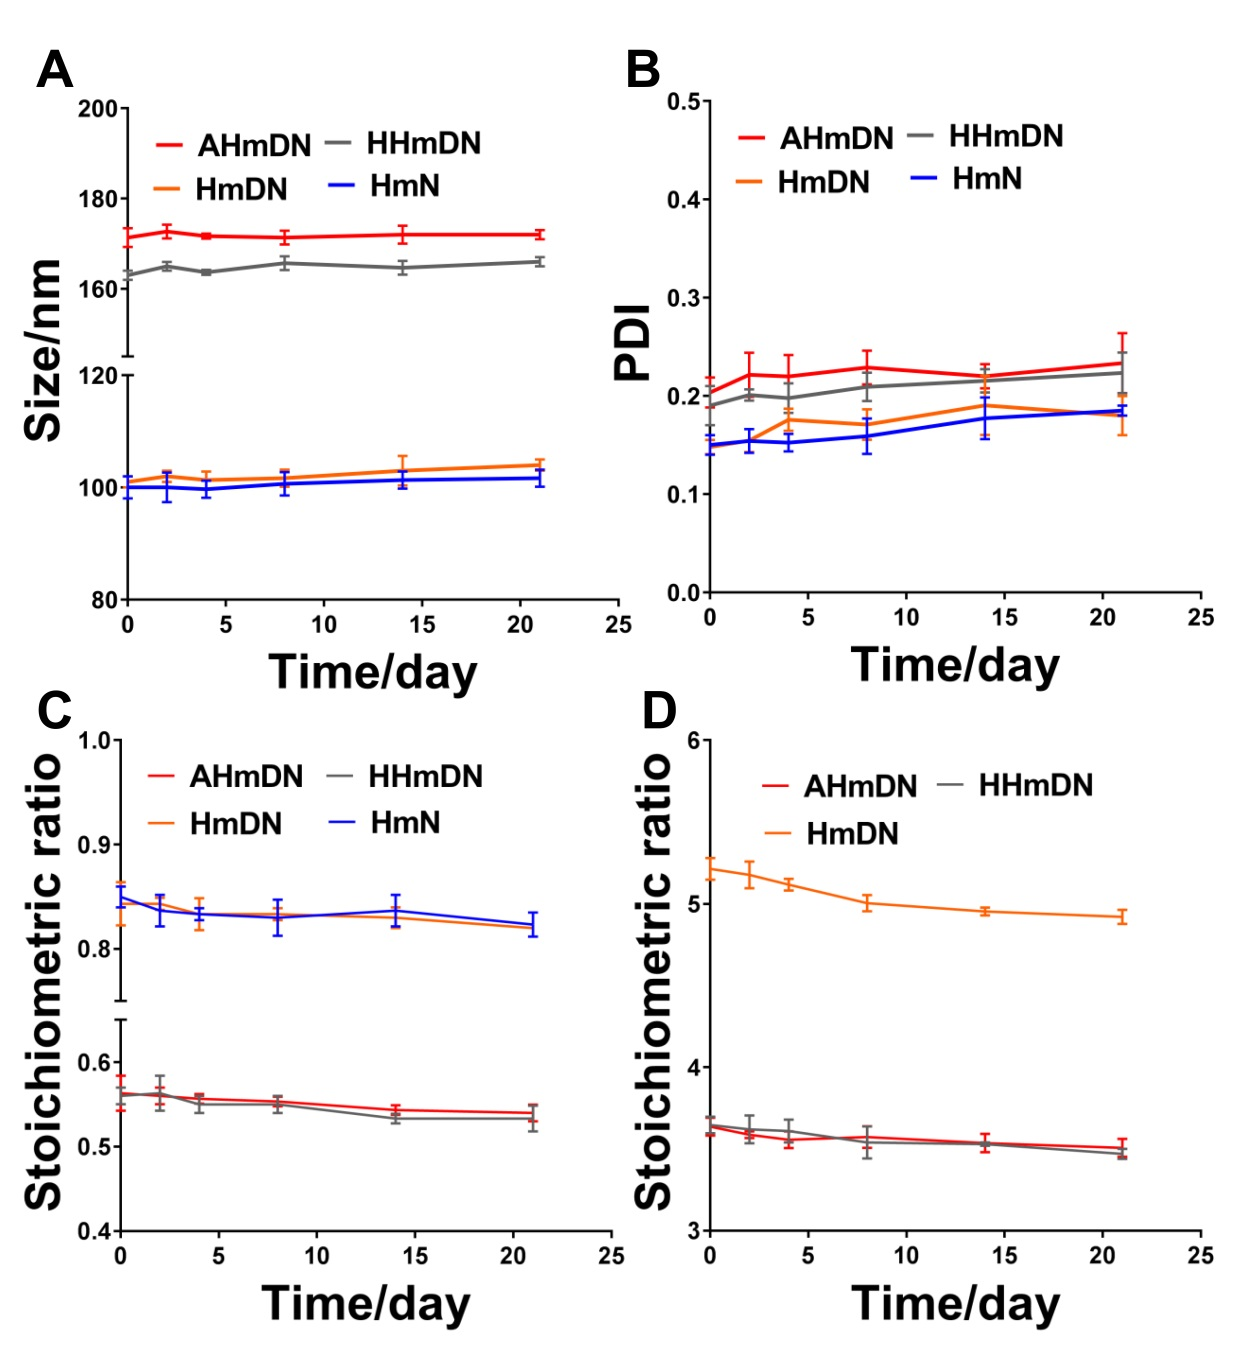 A
B
Size/nm
200
180
160
120
100
80
AHmDN HHmDN
HmDN HmN
0 5 10 15 20 25
Time/day
PDI
0.5
0.4
0.3
0.2
0.1
0.0
AHmDN HHmDN
HmDN HmN
0 5 10 15 20 25
Time/day
C
D
Stoichiometric ratio
1.0
0.9
0.8
0.6
0.5
0.4
AHmDN HHmDN
HmDN HmN
0 5 10 15 20 25
Time/day
Stoichiometric ratio
6
5
4
3
AHmDN HHmDN
HmDN
0 5 10 15 20 25
Time/day